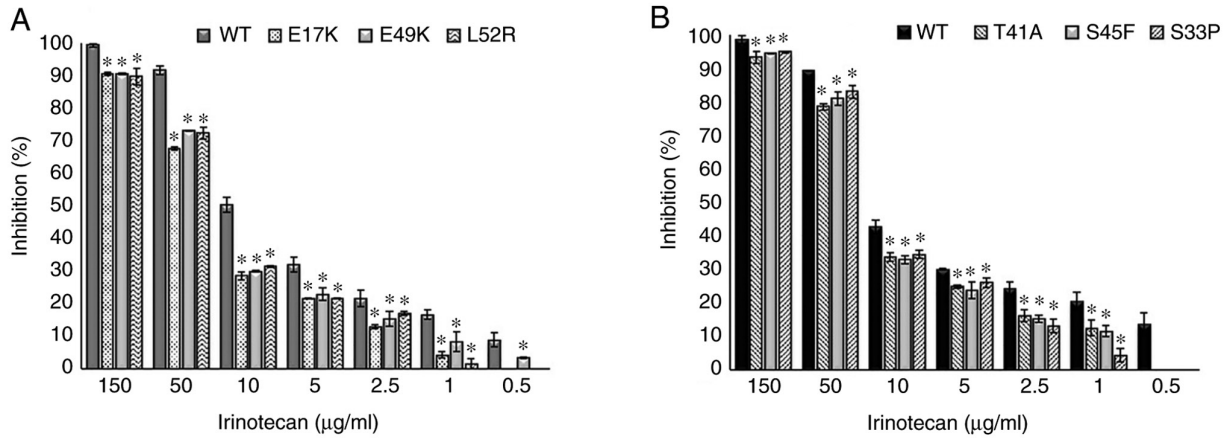 A
WT E17K E49K L52R
100
90
80
70
60
50
40
30
20
10
0
Inhibition (%)
* * *
* * *
* * *
* * *
* * *
* * *
*
150 50 10 5 2.5 1 0.5
Irinotecan (µg/ml)
B
WT T41A S45F S33P
100
90
80
70
60
50
40
30
20
10
0
Inhibition (%)
* * *
* * *
* * *
* * *
* * *
* * *
150 50 10 5 2.5 1 0.5
Irinotecan (µg/ml)